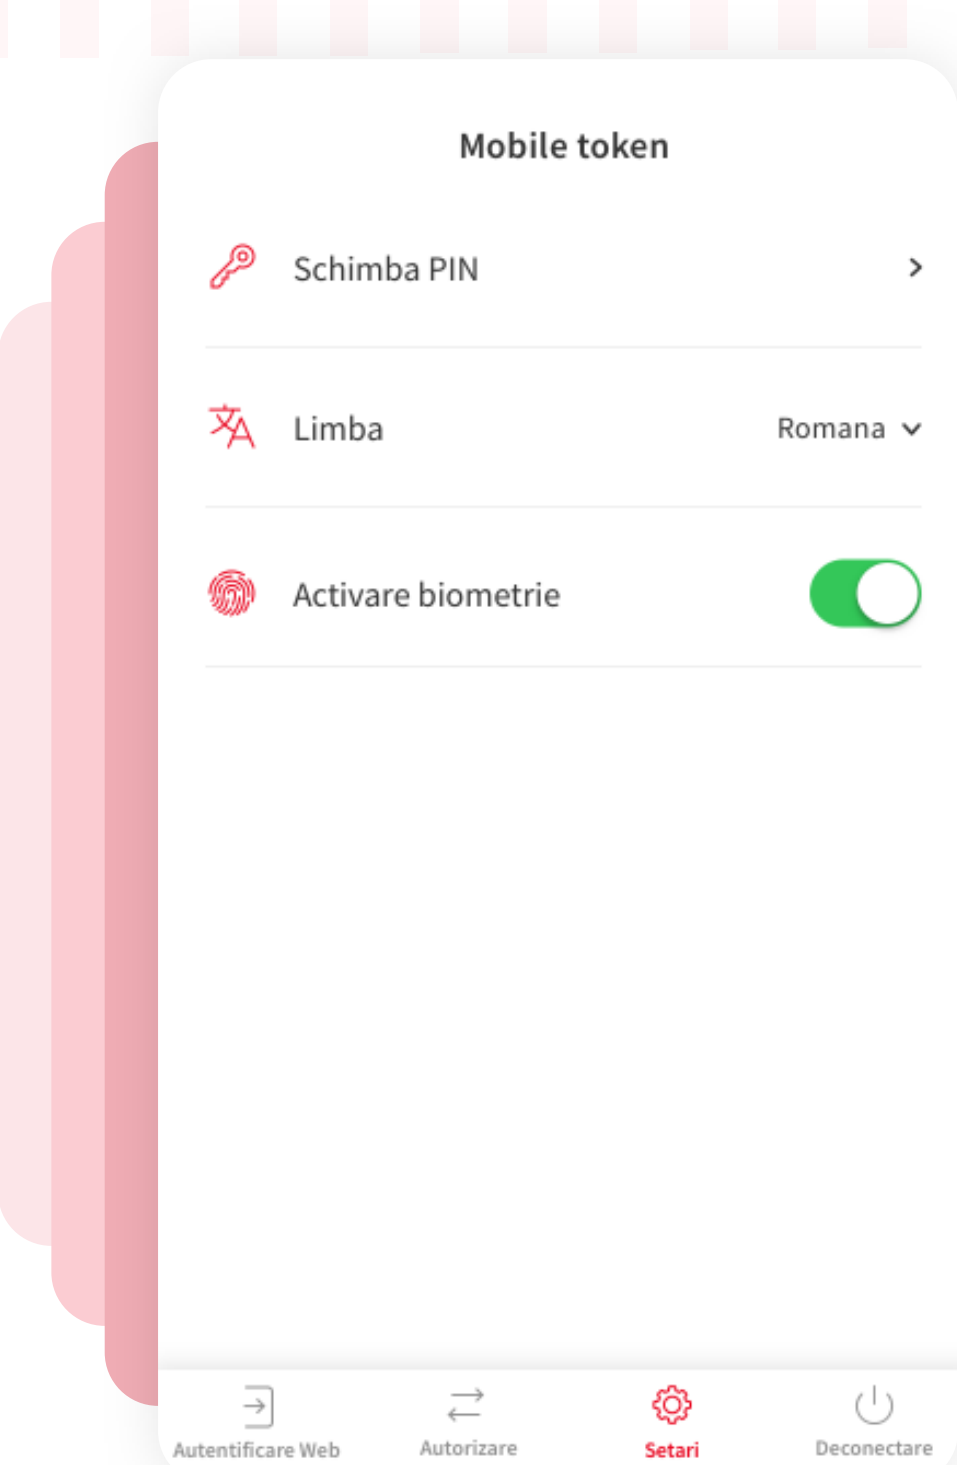 Mobile token
Schimba PIN
Limba
Romana
Activare biometrie
Autentificare Web
Autorizare
Setari
Deconectare